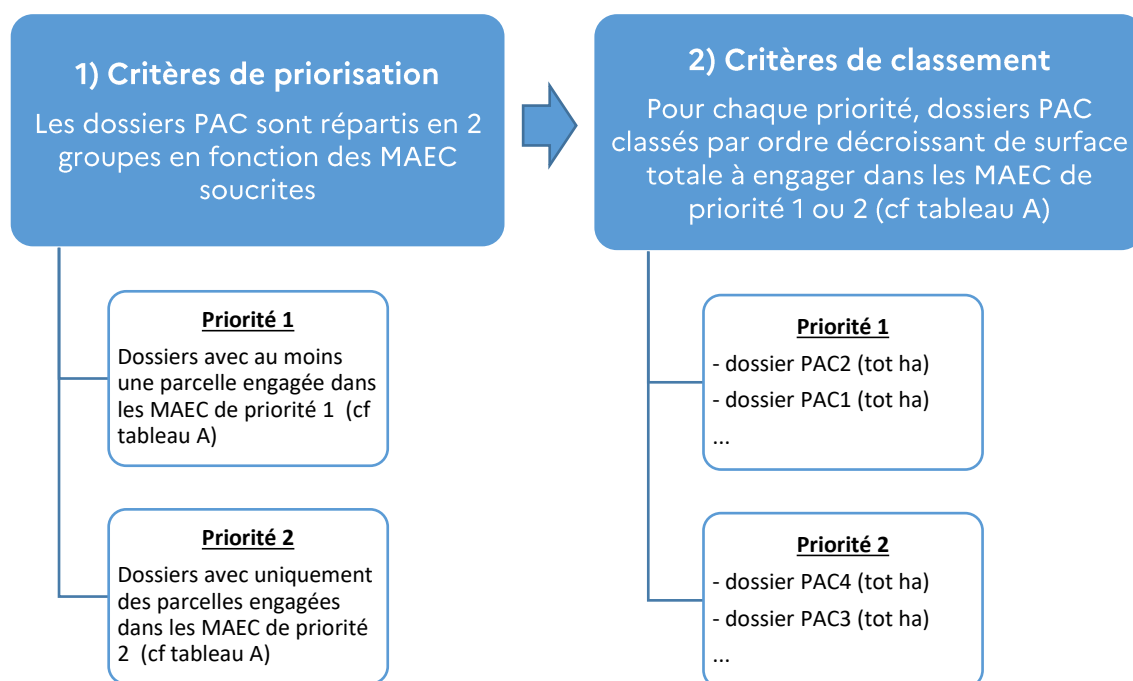 1) Critères de priorisation
Les dossiers PAC sont répartis en 2
groupes en fonction des MAEC
soucrites
Priorité 1
Dossiers avec au moins
une parcelle engagée dans
les MAEC de priorité 1 (cf
tableau A)
Priorité 2
Dossiers avec uniquement
des parcelles engagées
dans les MAEC de priorité
2 (cf tableau A)
2) Critères de classement
Pour chaque priorité, dossiers PAC
classés par ordre décroissant de surface
totale à engager dans les MAEC de
priorité 1 ou 2 (cf tableau A)
Priorité 1
- dossier PAC2 (tot ha)
- dossier PAC1 (tot ha)
...
Priorité 2
- dossier PAC4 (tot ha)
- dossier PAC3 (tot ha)
...